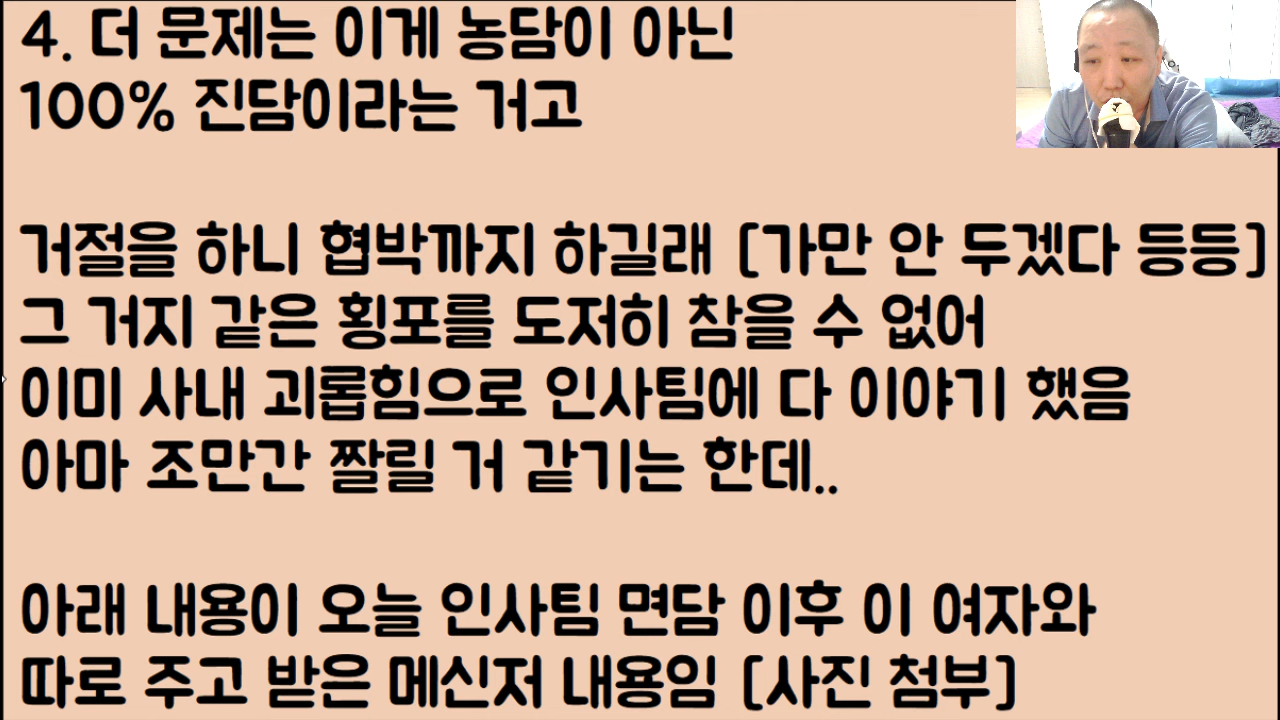 4. 더 문제는 이게 농담이 아닌
100% 진담이라는 거고
거절을 하니 협박까지 하길래 [가만 안 두겠다 등등]
그 거지 같은 횡포를 도저히 참을 수 없어
이미 사내 괴롭힘으로 인사팀에 다 이야기 했음
아마 조만간 짤릴 거 같기는 한데..
아래 내용이 오늘 인사팀 면담 이후 이 여자와
따로 주고 받은 메신저 내용임 [사진 첨부]